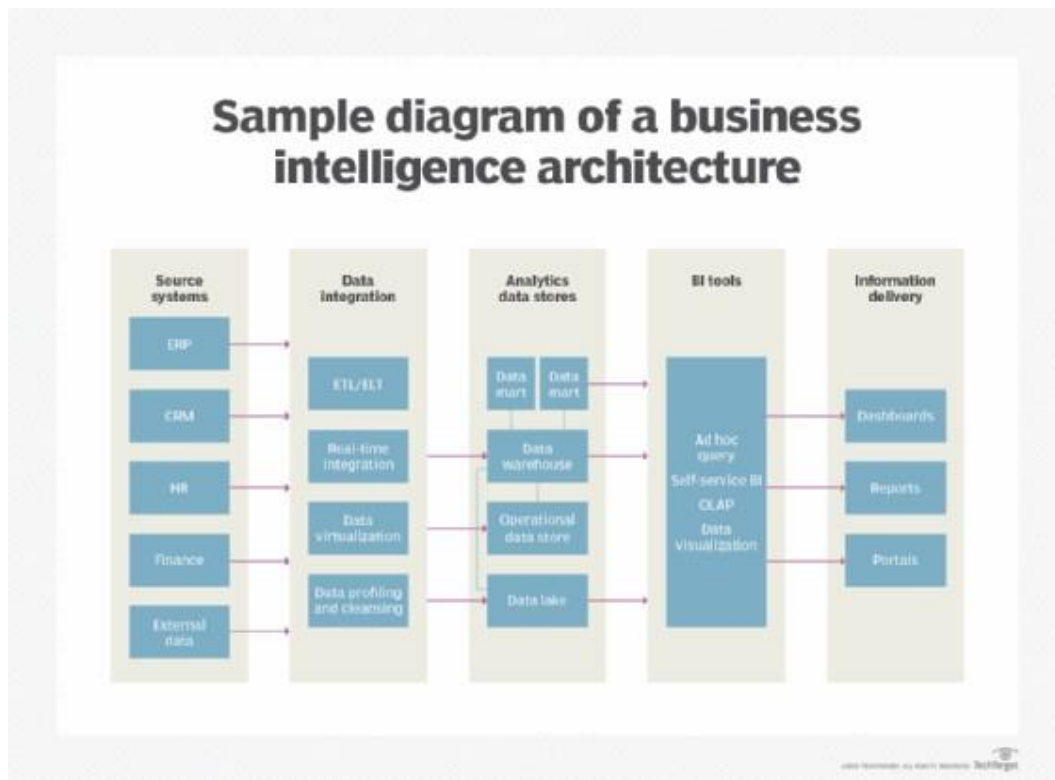 Sample diagram of a business
intelligence architecture
Source
systems
ERP
CRM
HR
Finance
External
data
Data
integration
ETL/ELT
Real-time
integration
Data
virtualization
Data profiling
and cleansing
Analytics
data stores
Data
mart
Data
mart
Data
warehouse
Operational
data store
Data lake
BI tools
Ad hoc
query
Self-service BI
OLAP
Data
visualization
Information
delivery
Dashboards
Reports
Portals
TechTarget